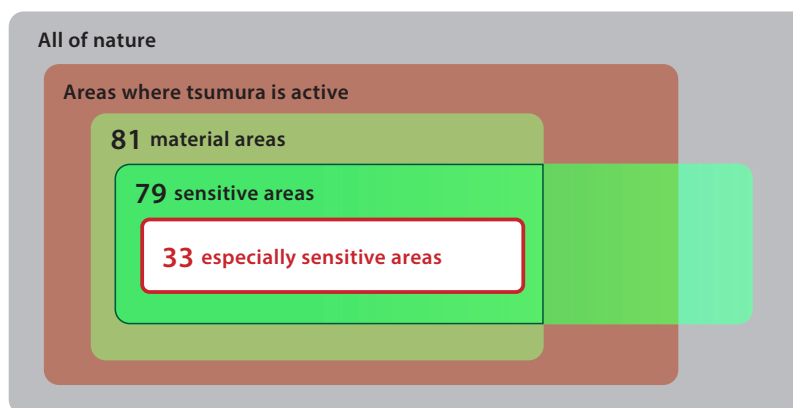 All of nature
Areas where tsumura is active
81 material areas
79 sensitive areas
33 especially sensitive areas